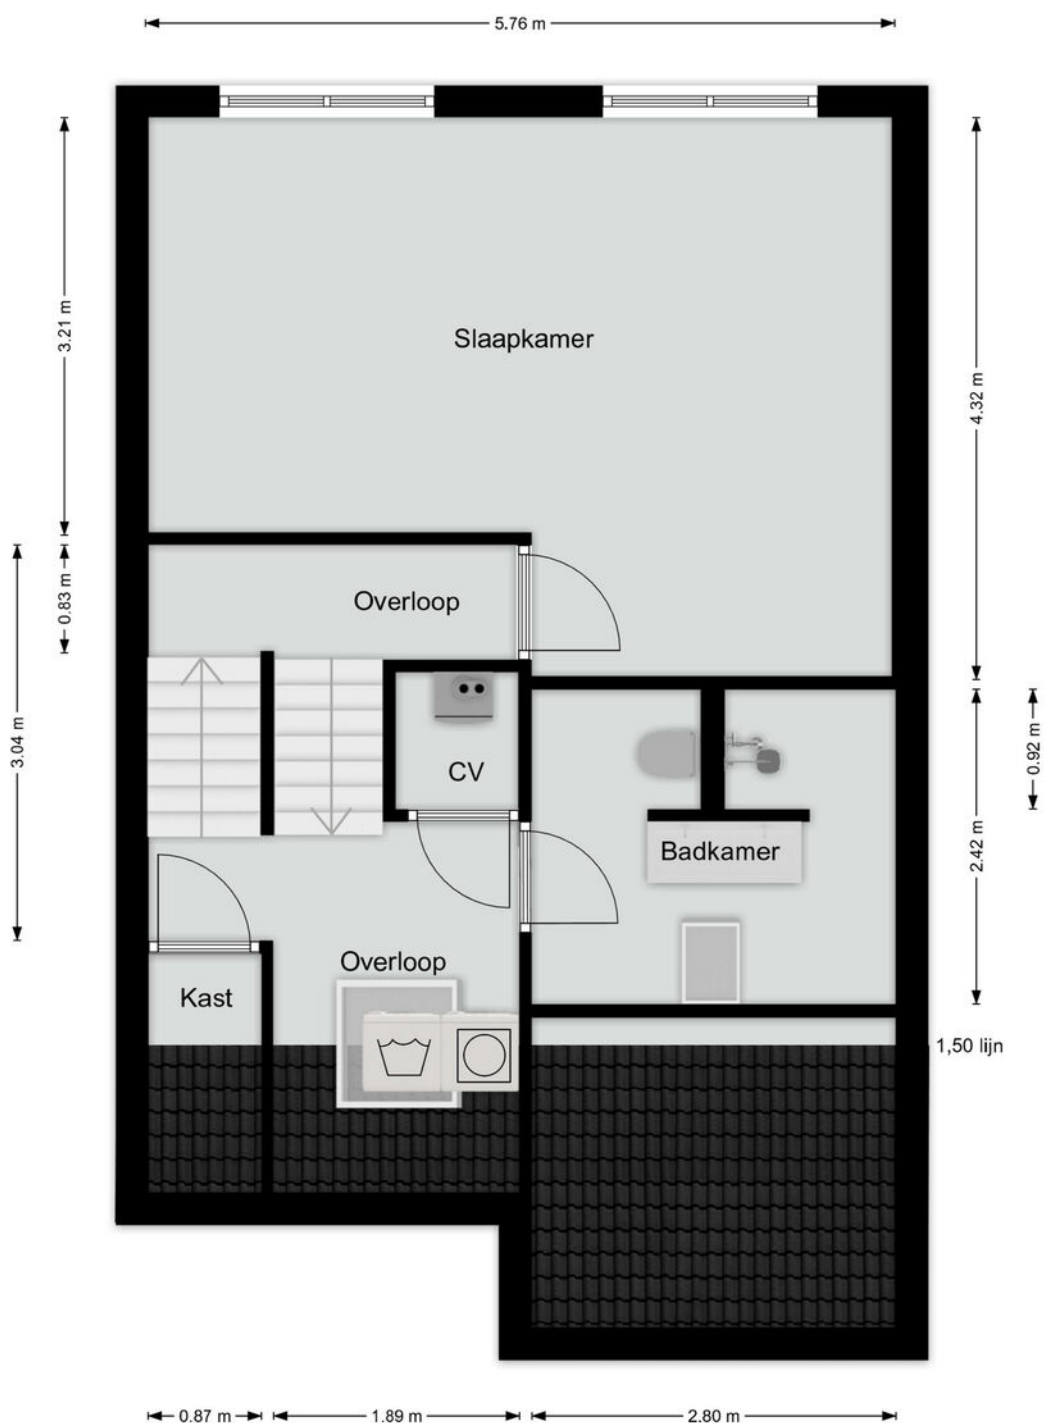 5.76 m
3.21 m
4.32 m
Slaapkamer
0.83 m
Overloop
3.04 m
0.92 m
CV
2.42 m
Badkamer
Overloop
Kast
1,50 lijn
0.87 m
1.89 m
2.80 m